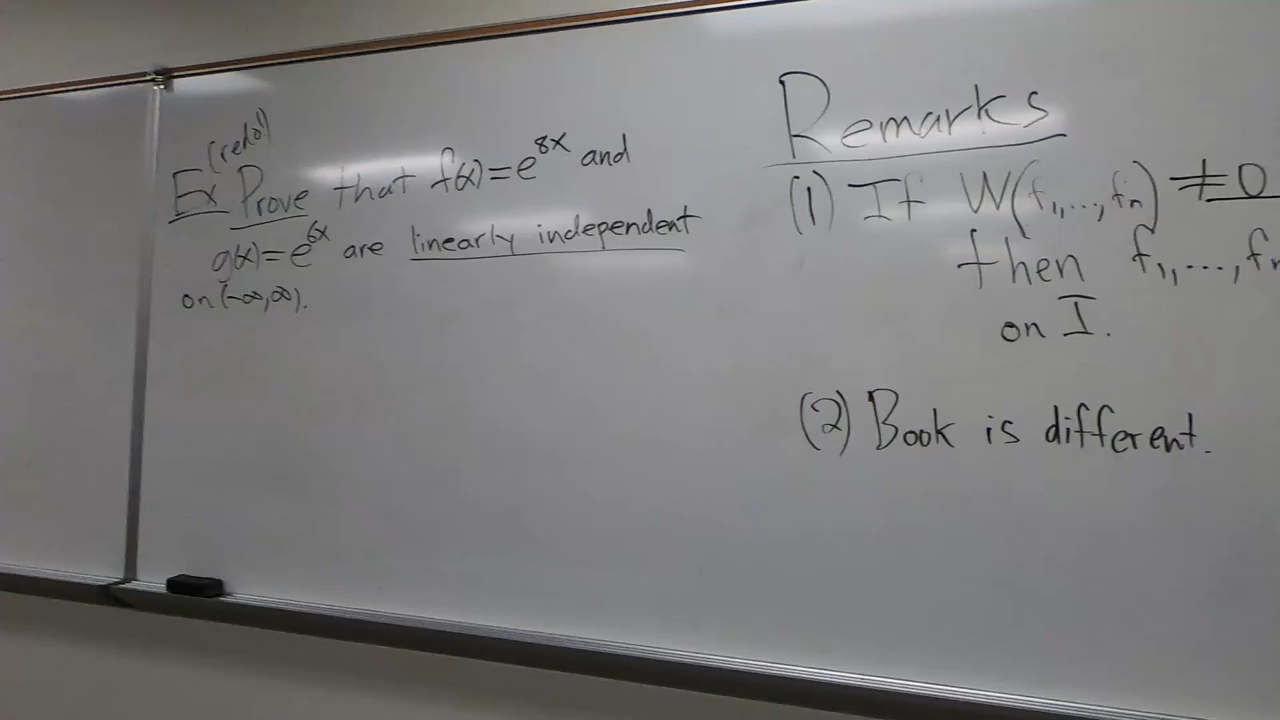 (redo)
Ex Prove that f(x)=e^{8x} and
g(x)=e^{6x} are linearly independent
on (-∞,∞).
Remarks
(1) If W(f₁,...,fₙ) ≠0
then f₁,...,fₙ
on I.
(2) Book is different.